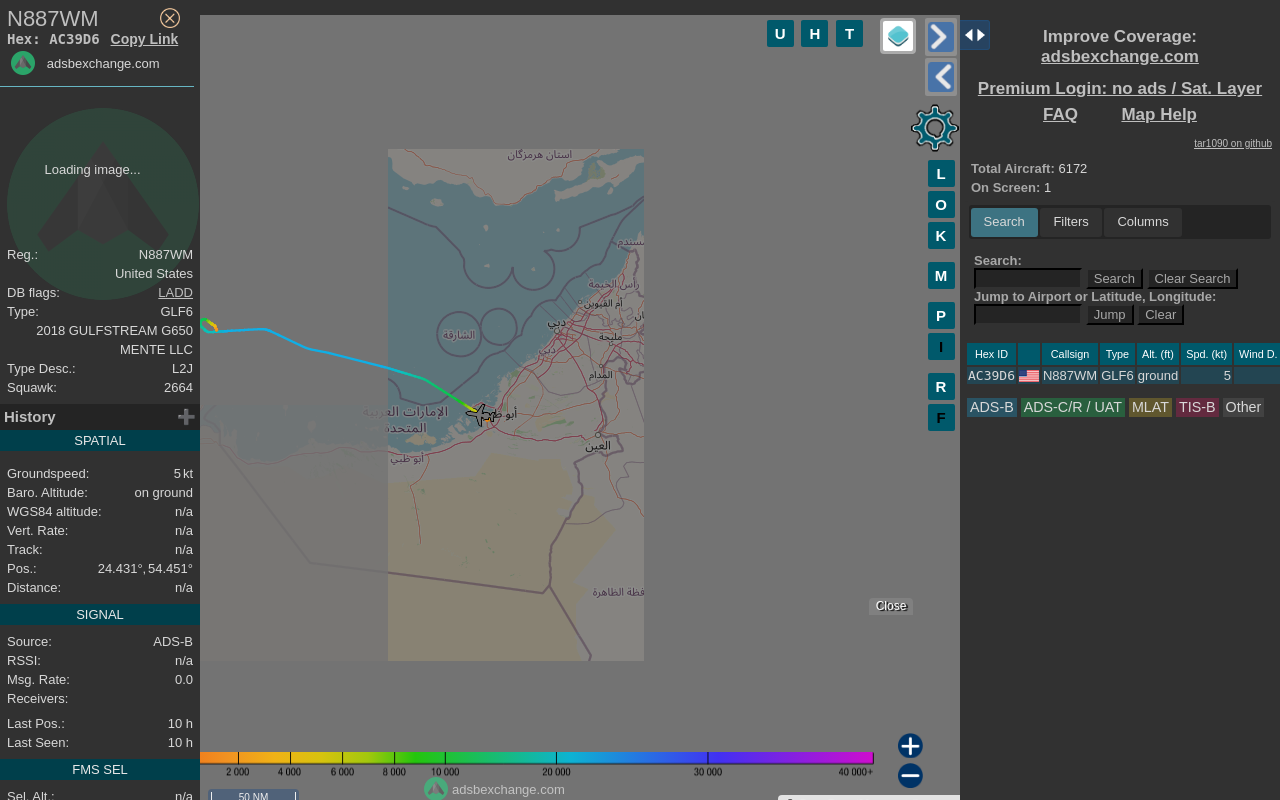 N887WM
Hex: AC39D6 Copy Link
adsbexchange.com
Loading image...
Reg.: N887WM
United States
DB flags: LADD
Type: GLF6
2018 GULFSTREAM G650
MENTE LLC
Type Desc.: L2J
Squawk: 2664
History
SPATIAL
Groundspeed: 5 kt
Baro. Altitude: on ground
WGS84 altitude: n/a
Vert. Rate: n/a
Track: n/a
Pos.: 24.431°, 54.451°
Distance: n/a
SIGNAL
Source: ADS-B
RSSI: n/a
Msg. Rate: 0.0
Receivers:
Last Pos.: 10 h
Last Seen: 10 h
FMS SEL
Sel. Alt.: n/a
U H T
L
O
K
M
P
I
R
F
استان هرمزگان
رأس الخيمة
أم القيوين
دبي
الشارقة
مليحة
دبي
المدام
الإمارات العربية
المتحدة
أبو ظبي
العين
Close
2 000 4 000 6 000 8 000 10 000 20 000 30 000 40 000+
adsbexchange.com
50 NM
Improve Coverage:
adsbexchange.com
Premium Login: no ads / Sat. Layer
FAQ Map Help
tar1090 on github
Total Aircraft: 6172
On Screen: 1
Search Filters Columns
Search:
Search Clear Search
Jump to Airport or Latitude, Longitude:
Jump Clear
Hex ID Callsign Type Alt. (ft) Spd. (kt) Wind D.
AC39D6 N887WM GLF6 ground 5
ADS-B ADS-C/R / UAT MLAT TIS-B Other